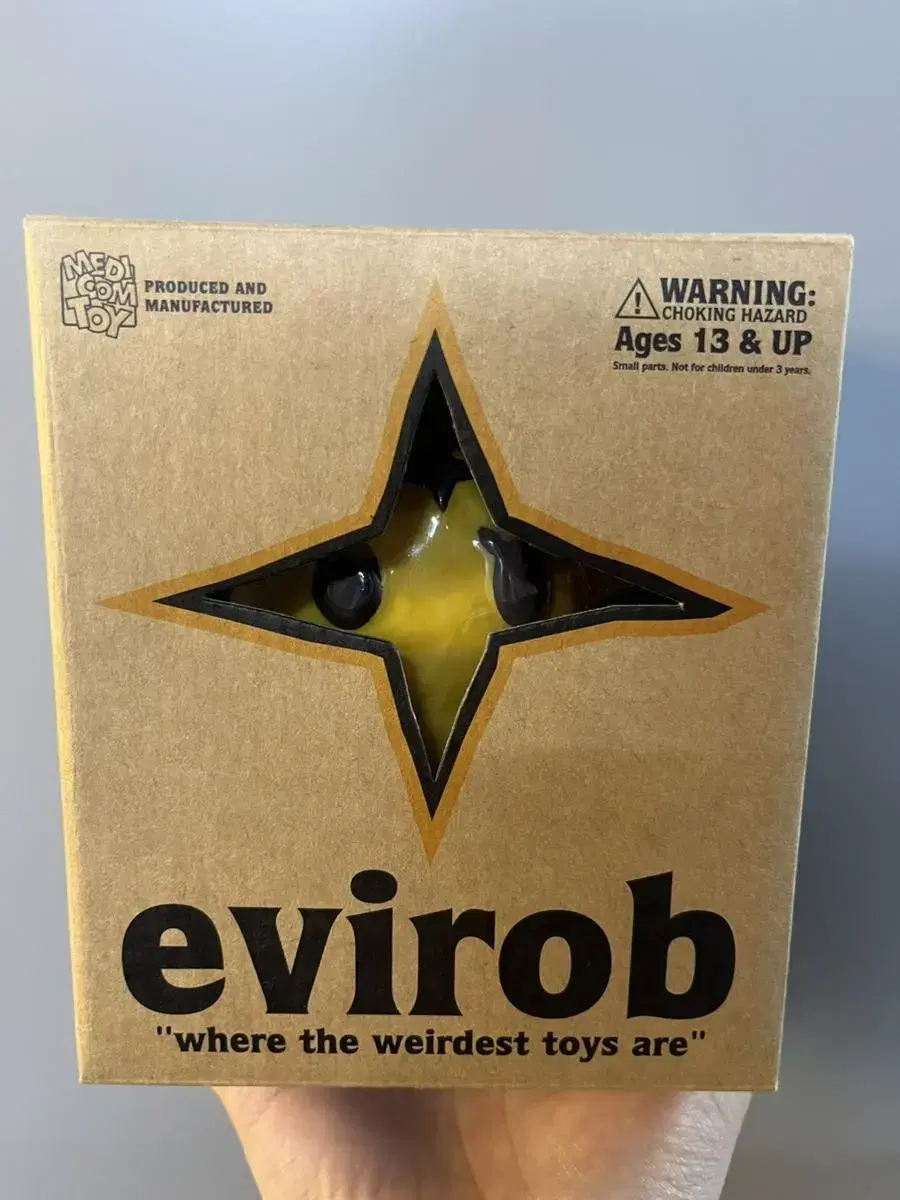 MEDI
COM
TOY
PRODUCED AND
MANUFACTURED
WARNING:
CHOKING HAZARD
Ages 13 & UP
Small parts. Not for children under 3 years.
evirob
"where the weirdest toys are"